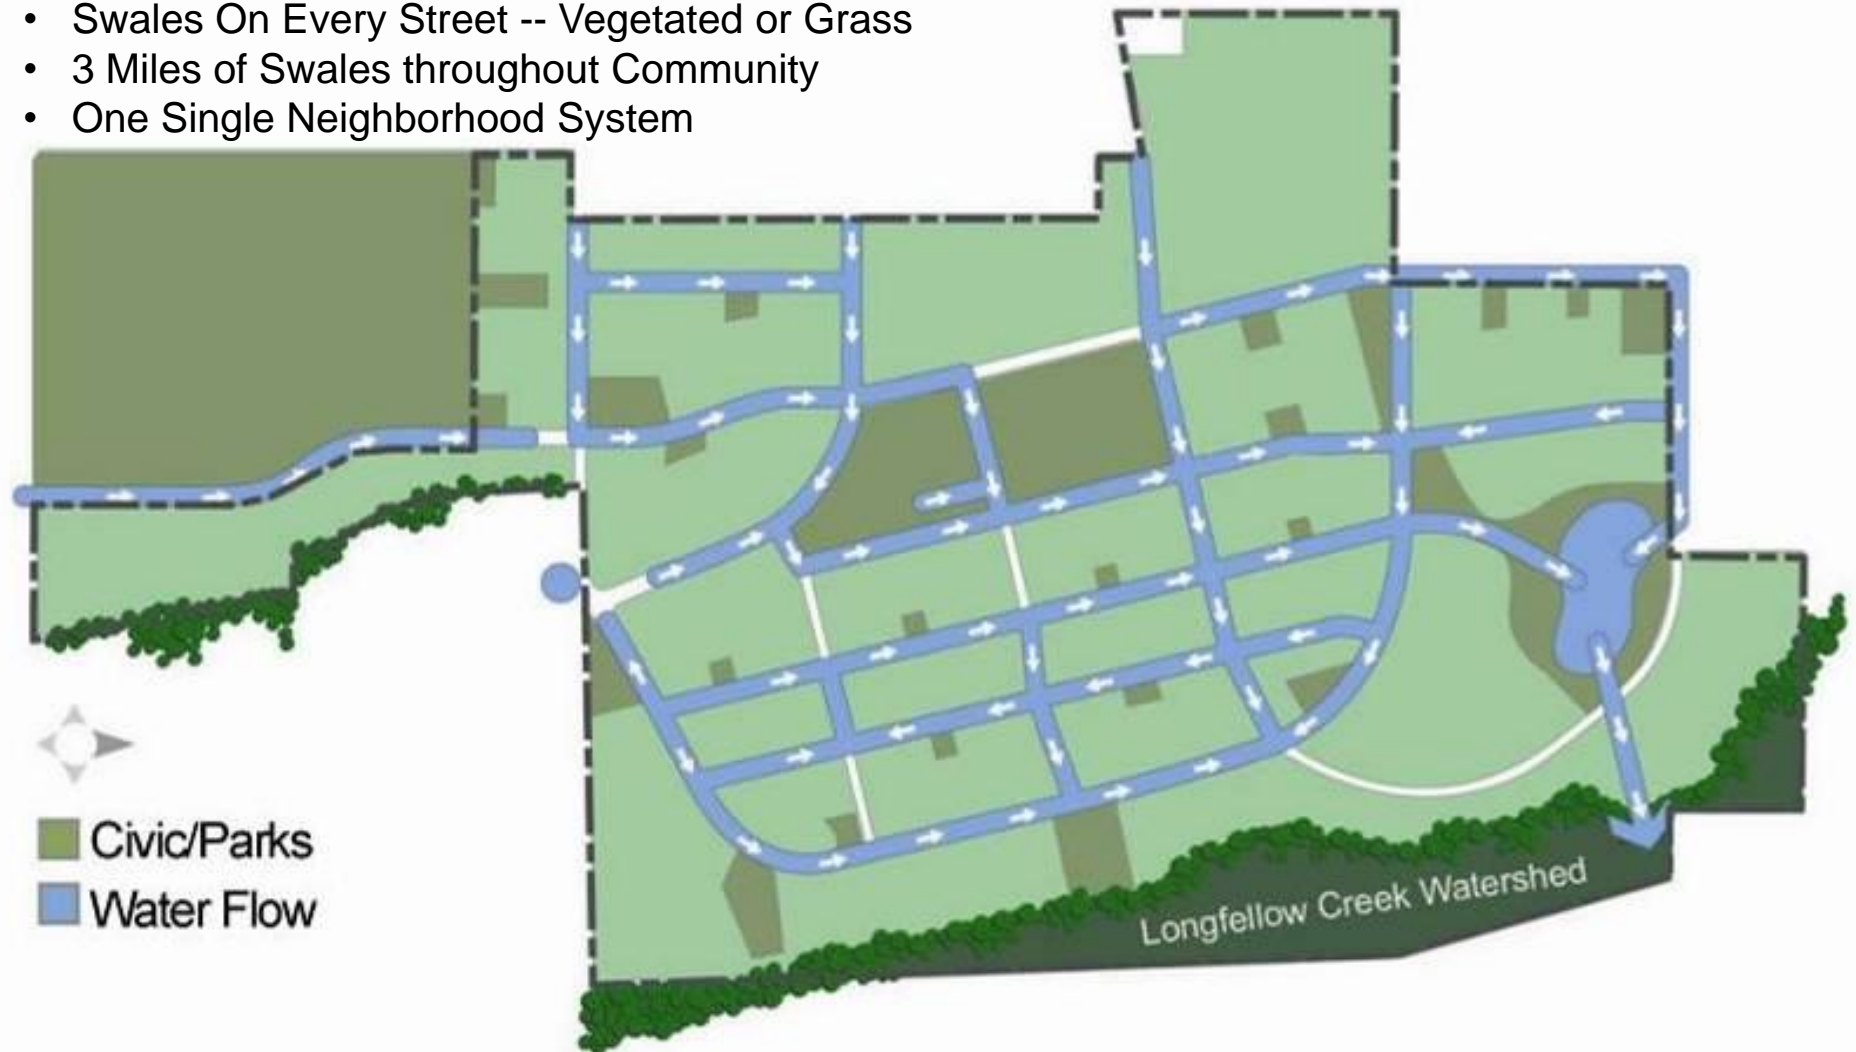 • Swales On Every Street -- Vegetated or Grass
• 3 Miles of Swales throughout Community
• One Single Neighborhood System
Civic/Parks
Water Flow
Longfellow Creek Watershed